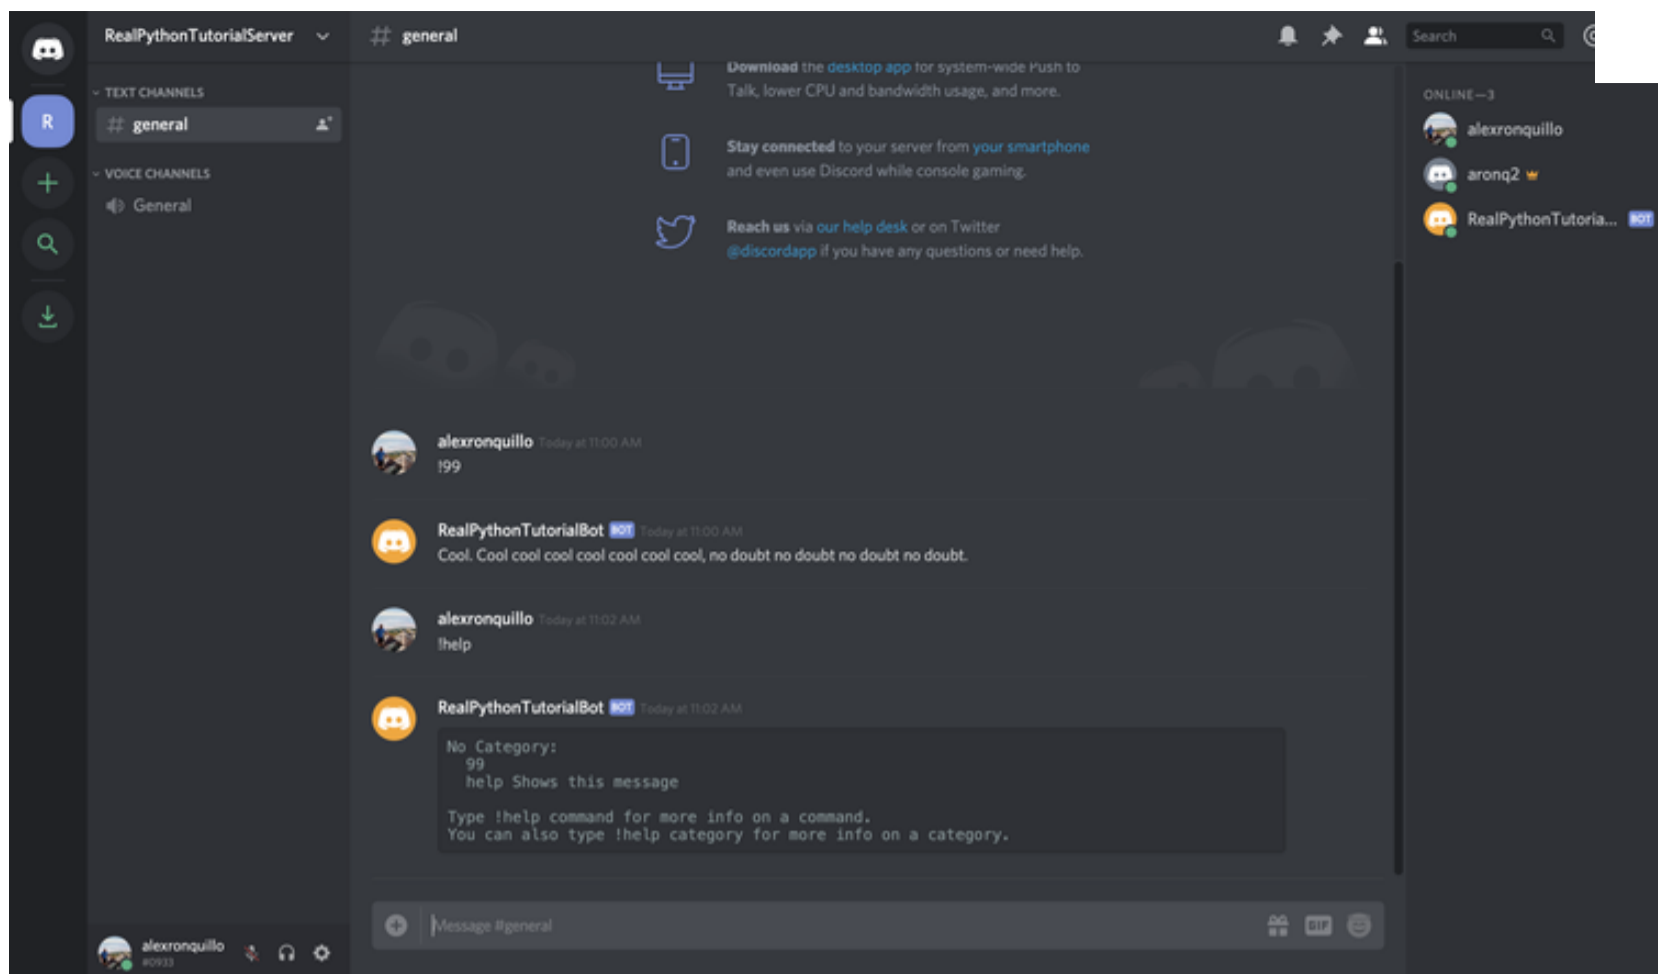 RealPythonTutorialServer
# general
Search
R
TEXT CHANNELS
# general
VOICE CHANNELS
General
Download the desktop app for system-wide Push to
Talk, lower CPU and bandwidth usage, and more.
Stay connected to your server from your smartphone
and even use Discord while console gaming.
Reach us via our help desk or on Twitter
@discordapp if you have any questions or need help.
alexronquillo Today at 11:00 AM
!99
RealPythonTutorialBot BOT Today at 11:00 AM
Cool. Cool cool cool cool cool cool cool, no doubt no doubt no doubt no doubt.
alexronquillo Today at 11:02 AM
!help
RealPythonTutorialBot BOT Today at 11:02 AM
No Category:
99
help Shows this message
Type !help command for more info on a command.
You can also type !help category for more info on a category.
Message #general
GIF
alexronquillo
#0933
ONLINE—3
alexronquillo
aronq2
RealPythonTutoria... BOT